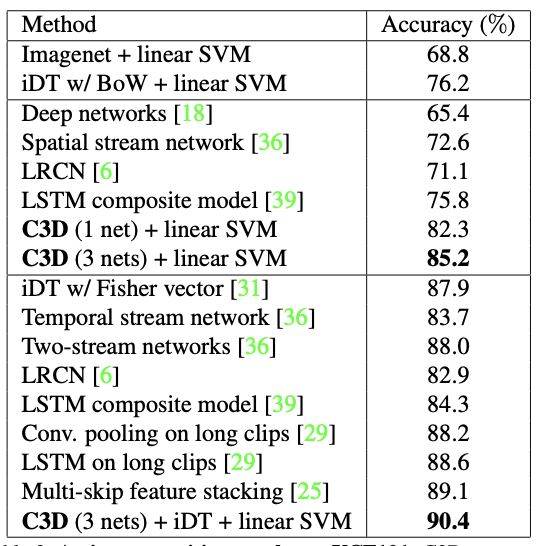 Method Accuracy (%)
Imagenet + linear SVM 68.8
iDT w/ BoW + linear SVM 76.2
Deep networks [18] 65.4
Spatial stream network [36] 72.6
LRCN [6] 71.1
LSTM composite model [39] 75.8
C3D (1 net) + linear SVM 82.3
C3D (3 nets) + linear SVM 85.2
iDT w/ Fisher vector [31] 87.9
Temporal stream network [36] 83.7
Two-stream networks [36] 88.0
LRCN [6] 82.9
LSTM composite model [39] 84.3
Conv. pooling on long clips [29] 88.2
LSTM on long clips [29] 88.6
Multi-skip feature stacking [25] 89.1
C3D (3 nets) + iDT + linear SVM 90.4